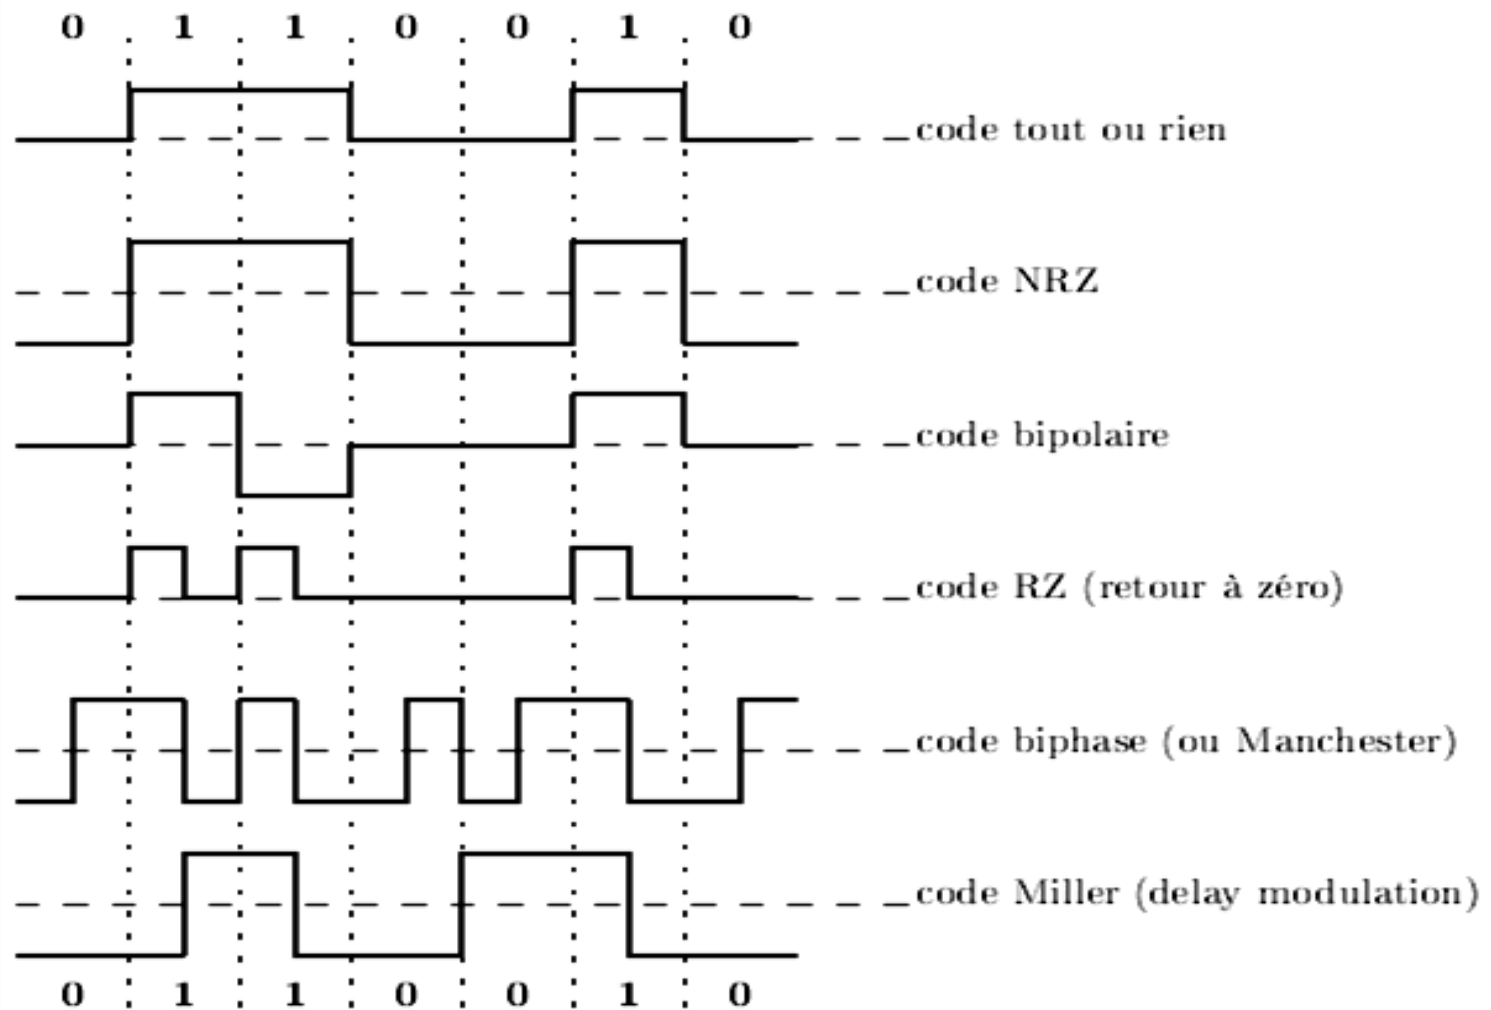 0 1 1 0 0 1 0
code tout ou rien
code NRZ
code bipolaire
code RZ (retour à zéro)
code biphase (ou Manchester)
code Miller (delay modulation)
0 1 1 0 0 1 0